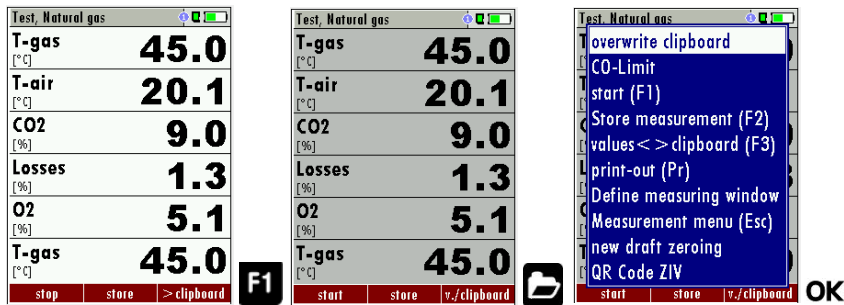 Test, Natural gas
T-gas
[°C]
45.0
T-air
[°C]
20.1
CO2
[%]
9.0
Losses
[%]
1.3
O2
[%]
5.1
T-gas
[°C]
45.0
stop store >clipboard
F1
Test, Natural gas
T-gas
[°C]
45.0
T-air
[°C]
20.1
CO2
[%]
9.0
Losses
[%]
1.3
O2
[%]
5.1
T-gas
[°C]
45.0
start store v./clipboard
Test, Natural gas
overwrite clipboard
CO-Limit
start (F1)
Store measurement (F2)
values<>clipboard (F3)
print-out (Pr)
Define measuring window
Measurement menu (Esc)
new draft zeroing
QR Code ZIV
start store v./clipboard
OK